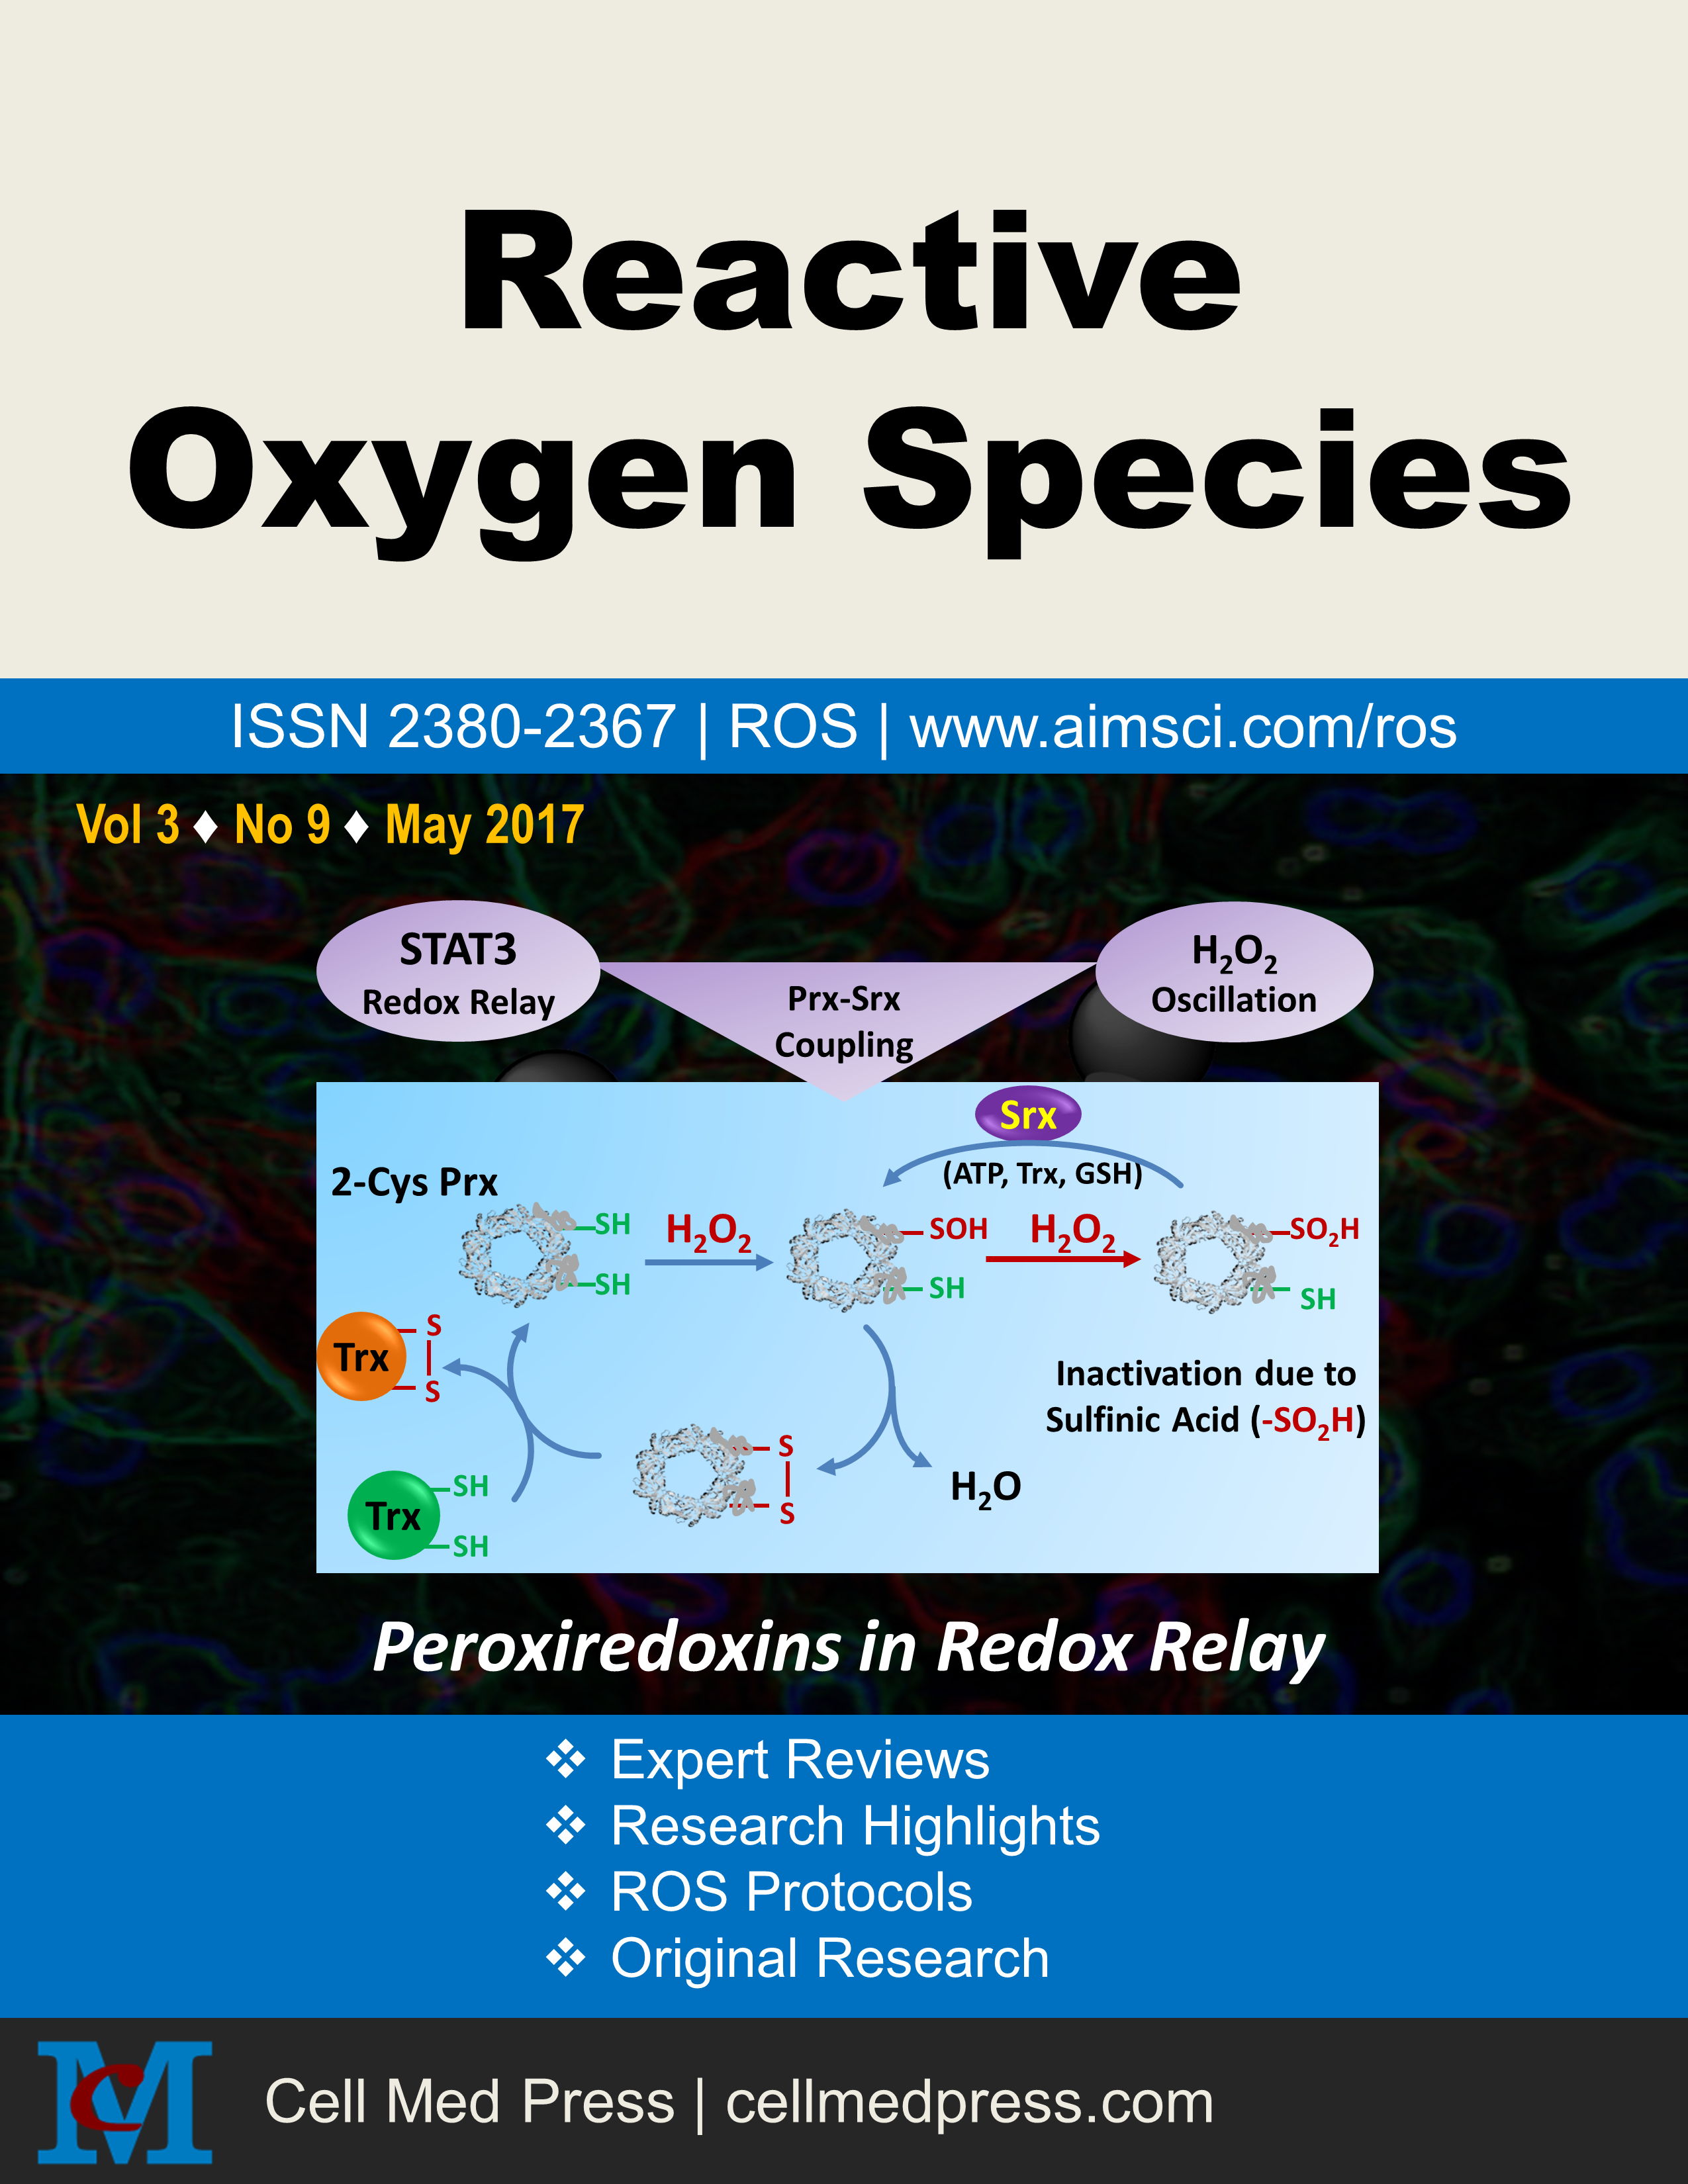 Reactive
Oxygen Species
ISSN 2380-2367 | ROS | www.aimsci.com/ros
Vol 3 ♦ No 9 ♦ May 2017
STAT3
Redox Relay
Prx-Srx
Coupling
H₂O₂
Oscillation
Srx
(ATP, Trx, GSH)
2-Cys Prx
SH
SH
H₂O₂
SOH
SH
H₂O₂
SO₂H
SH
Trx
S
S
Inactivation due to
Sulfinic Acid (-SO₂H)
Trx
SH
SH
S
S
H₂O
Peroxiredoxins in Redox Relay
❖ Expert Reviews
❖ Research Highlights
❖ ROS Protocols
❖ Original Research
MC
Cell Med Press | cellmedpress.com